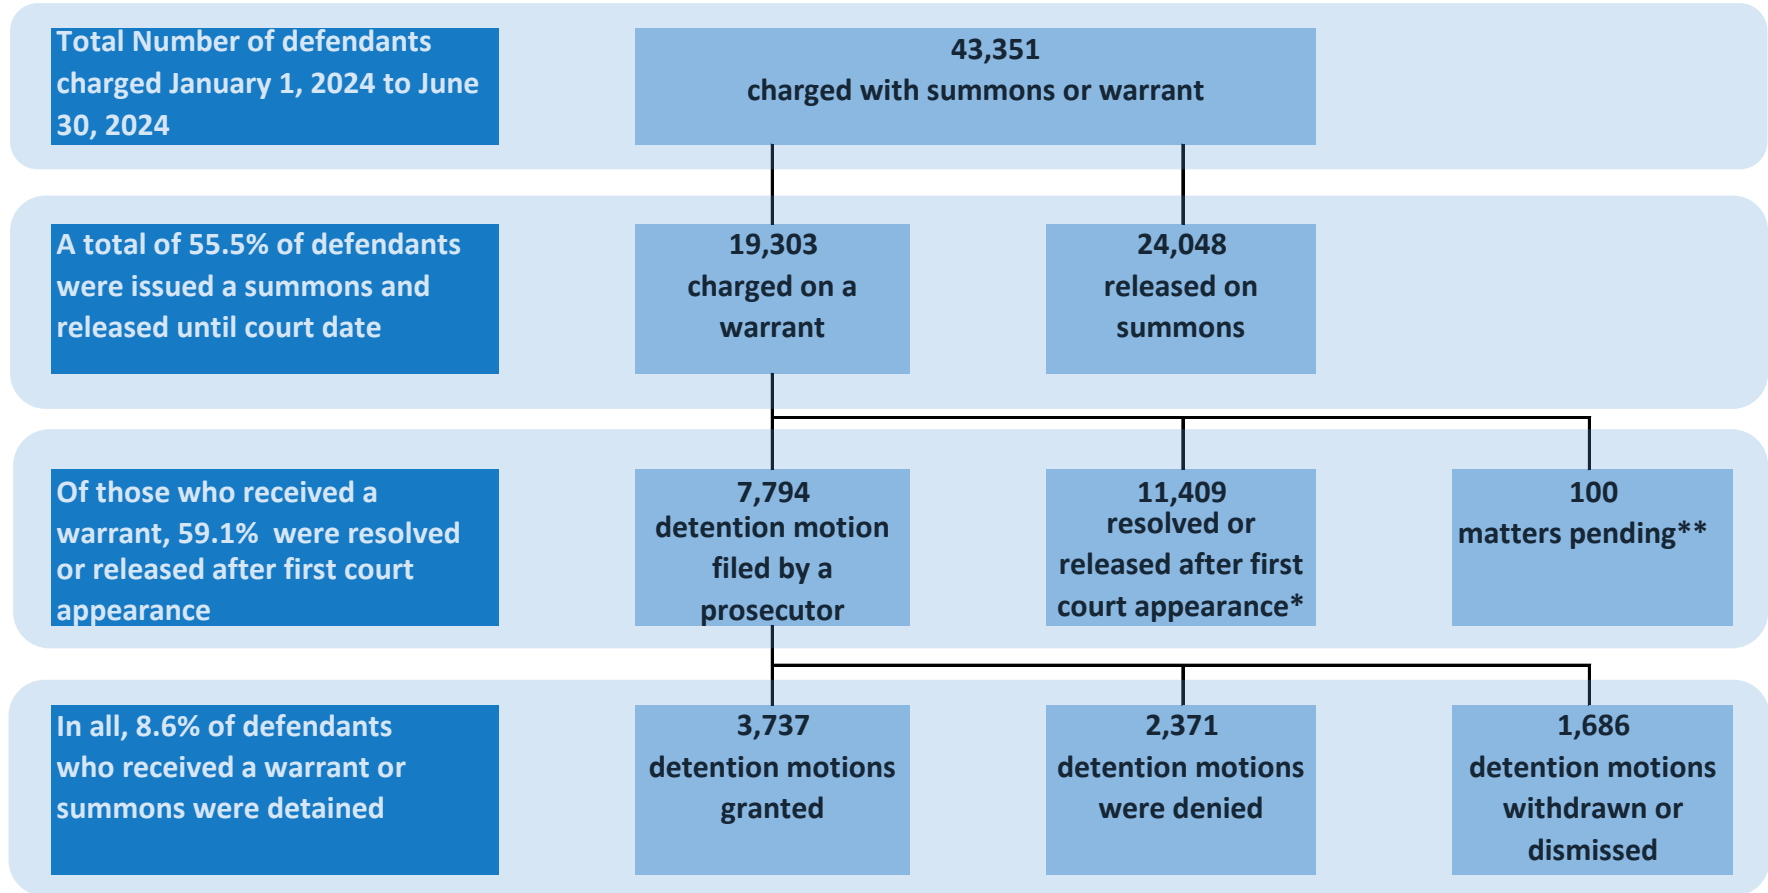 Total Number of defendants
charged January 1, 2024 to June
30, 2024
43,351
charged with summons or warrant
A total of 55.5% of defendants
were issued a summons and
released until court date
19,303
charged on a
warrant
24,048
released on
summons
Of those who received a
warrant, 59.1%  were resolved
or released after first court
appearance
7,794
detention motion
filed by a
prosecutor
11,409
resolved or
released after first
court appearance*
100
matters pending**
In all, 8.6% of defendants
who received a warrant or
summons were detained
3,737
detention motions
granted
2,371
detention motions
were denied
1,686
detention motions
withdrawn or
dismissed